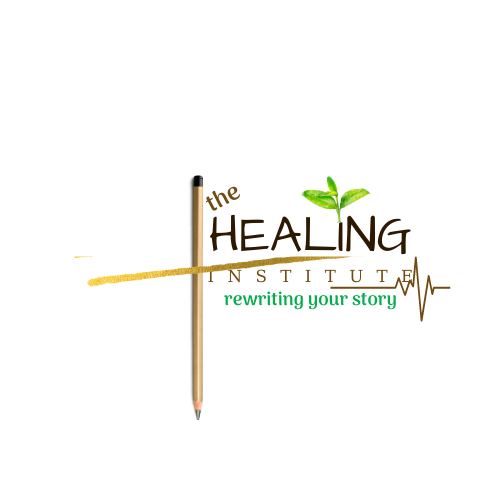 the
HEALING
INSTITUTE
rewriting your story